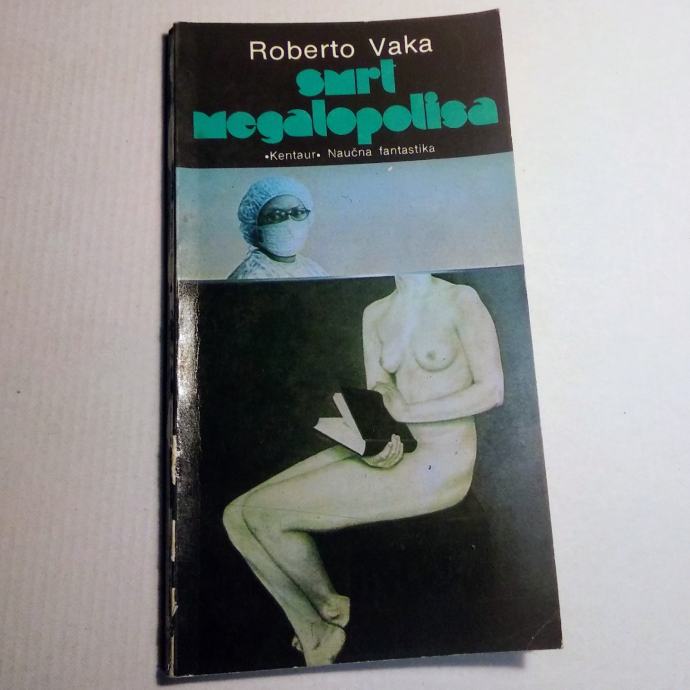 Roberto Vaka
smrt
megalopolisa
•Kentaur• Naučna fantastika